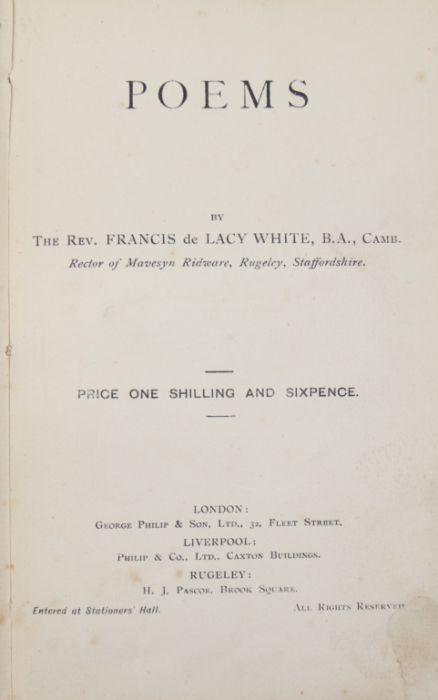 POEMS
BY
THE REV. FRANCIS de LACY WHITE, B.A., CAMB.
Rector of Mavesyn Ridware, Rugeley, Staffordshire.
PRICE ONE SHILLING AND SIXPENCE.
LONDON:
GEORGE PHILIP & SON, LTD., 32, FLEET STREET.
LIVERPOOL:
PHILIP & CO., LTD., CAXTON BUILDINGS.
RUGELEY:
H. J. PASCOE, BROOK SQUARE.
Entered at Stationers' Hall. ALL RIGHTS RESERVED